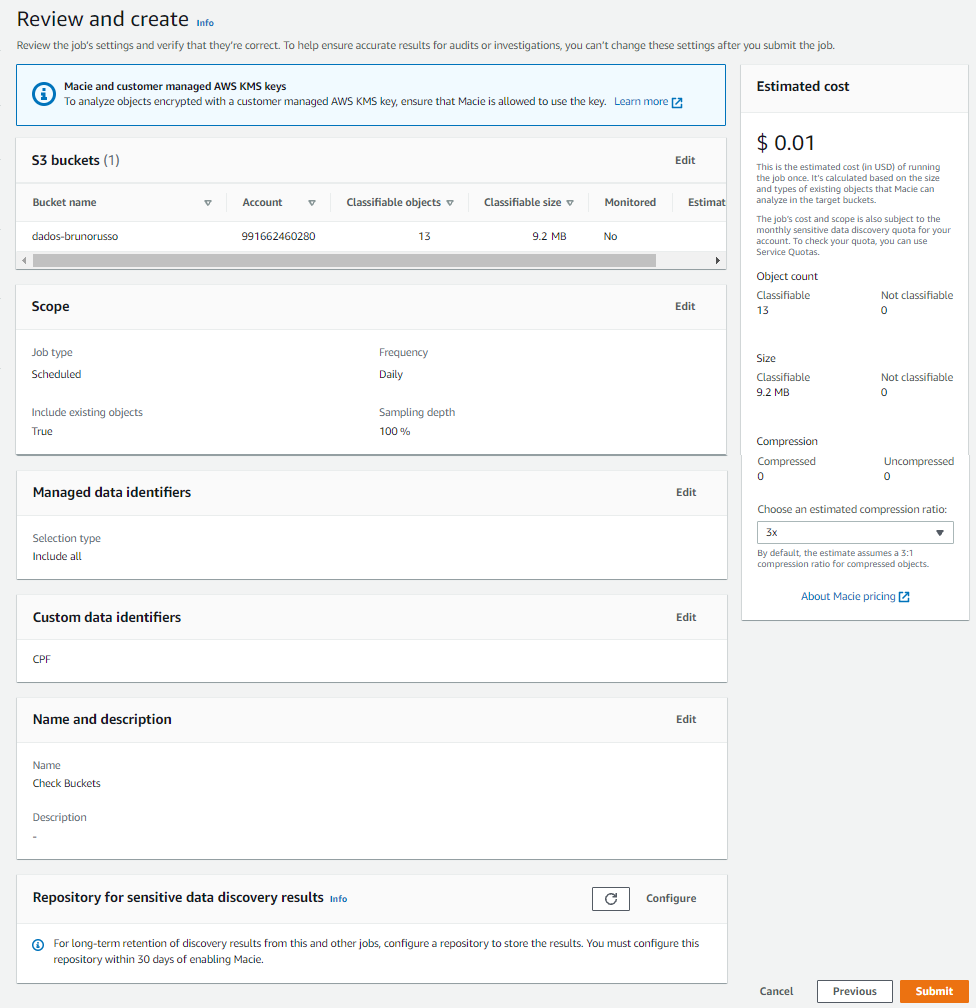 Review and create Info
Review the job's settings and verify that they're correct. To help ensure accurate results for audits or investigations, you can't change these settings after you submit the job.
Macie and customer managed AWS KMS keys
To analyze objects encrypted with a customer managed AWS KMS key, ensure that Macie is allowed to use the key. Learn more
S3 buckets (1) Edit
Bucket name Account Classifiable objects Classifiable size Monitored Estimat
dados-brunorusso 991662460280 13 9.2 MB No
Scope Edit
Job type Frequency
Scheduled Daily
Include existing objects Sampling depth
True 100 %
Managed data identifiers Edit
Selection type
Include all
Custom data identifiers Edit
CPF
Name and description Edit
Name
Check Buckets
Description
-
Repository for sensitive data discovery results Info Configure
For long-term retention of discovery results from this and other jobs, configure a repository to store the results. You must configure this
repository within 30 days of enabling Macie.
Estimated cost
$ 0.01
This is the estimated cost (in USD) of running
the job once. It's calculated based on the size
and types of existing objects that Macie can
analyze in the target buckets.
The job's cost and scope is also subject to the
monthly sensitive data discovery quota for your
account. To check your quota, you can use
Service Quotas.
Object count
Classifiable Not classifiable
13 0
Size
Classifiable Not classifiable
9.2 MB 0
Compression
Compressed Uncompressed
0 0
Choose an estimated compression ratio:
3x
By default, the estimate assumes a 3:1
compression ratio for compressed objects.
About Macie pricing
Cancel Previous Submit